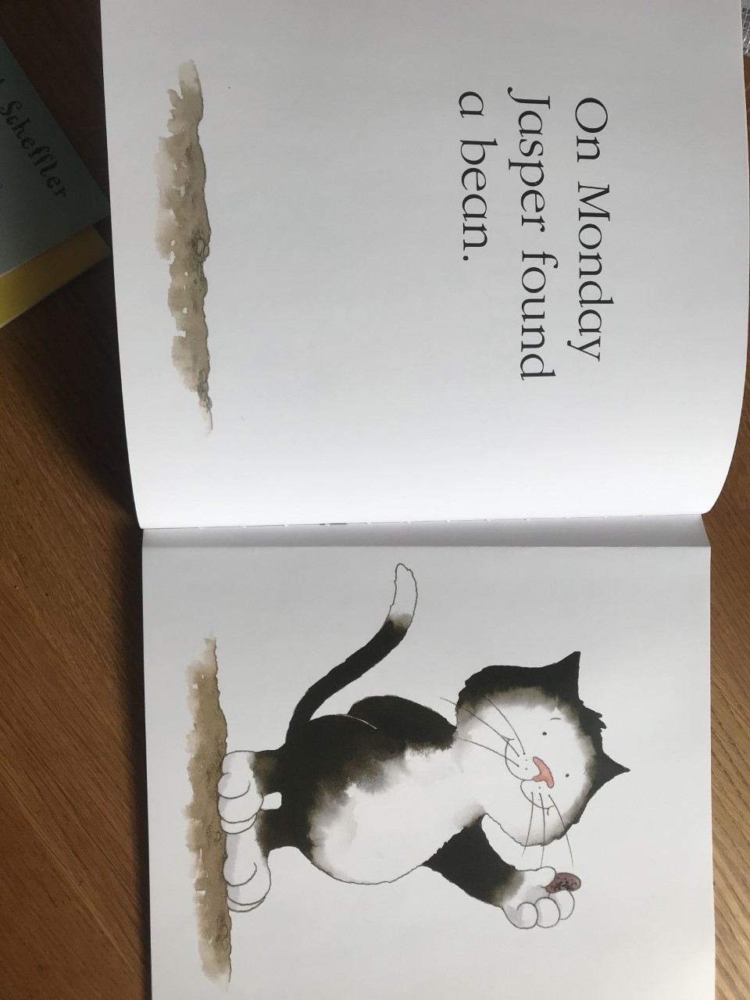 On Monday
Jasper found
a bean.
Scheffler